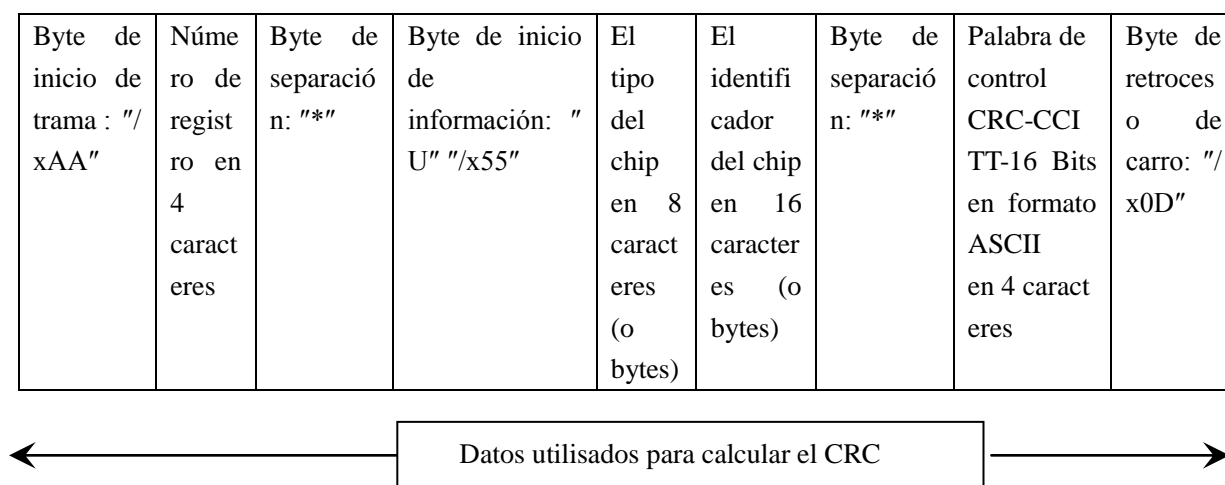 Byte de
inicio de
trama : "/
xAA"
Núme
ro de
regist
ro en
4
caract
eres
Byte de
separació
n: "*"
Byte de inicio
de
información: "
U" "/x55"
El
tipo
del
chip
en 8
caract
eres
(o
bytes)
El
identifi
cador
del chip
en 16
caracter
es (o
bytes)
Byte de
separació
n: "*"
Palabra de
control
CRC-CCI
TT-16 Bits
en formato
ASCII
en 4 caract
eres
Byte de
retroces
o de
carro: "/
x0D"
Datos utilisados para calcular el CRC